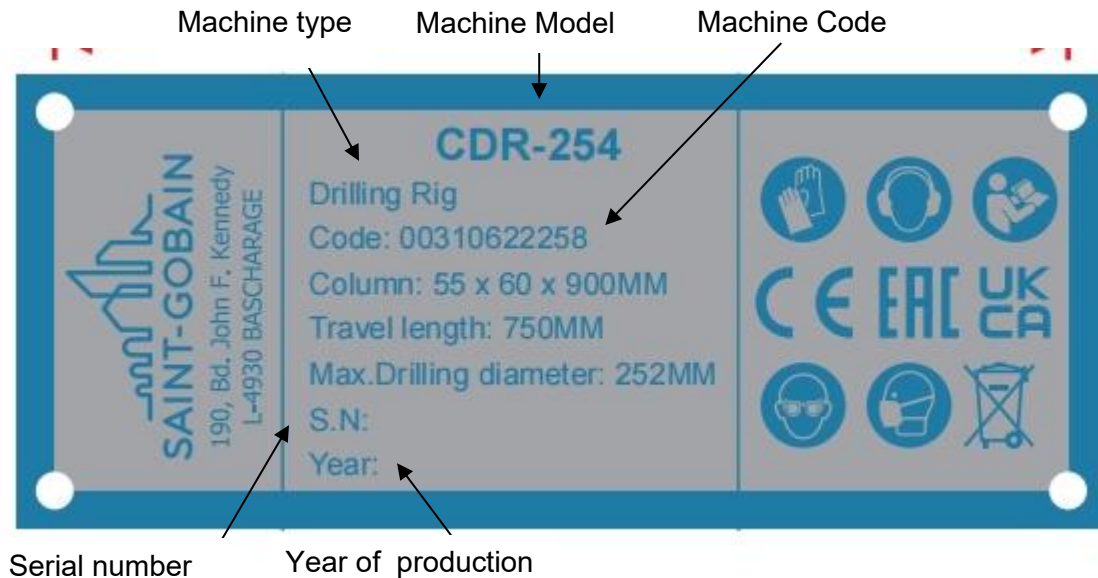 Machine type
Machine Model
Machine Code
SAINT-GOBAIN
190, Bd. John F. Kennedy
L-4930 BASCHARAGE
CDR-254
Drilling Rig
Code: 00310622258
Column: 55 x 60 x 900MM
Travel length: 750MM
Max.Drilling diameter: 252MM
S.N:
Year:
CE
EAC
UK
CA
Serial number
Year of production